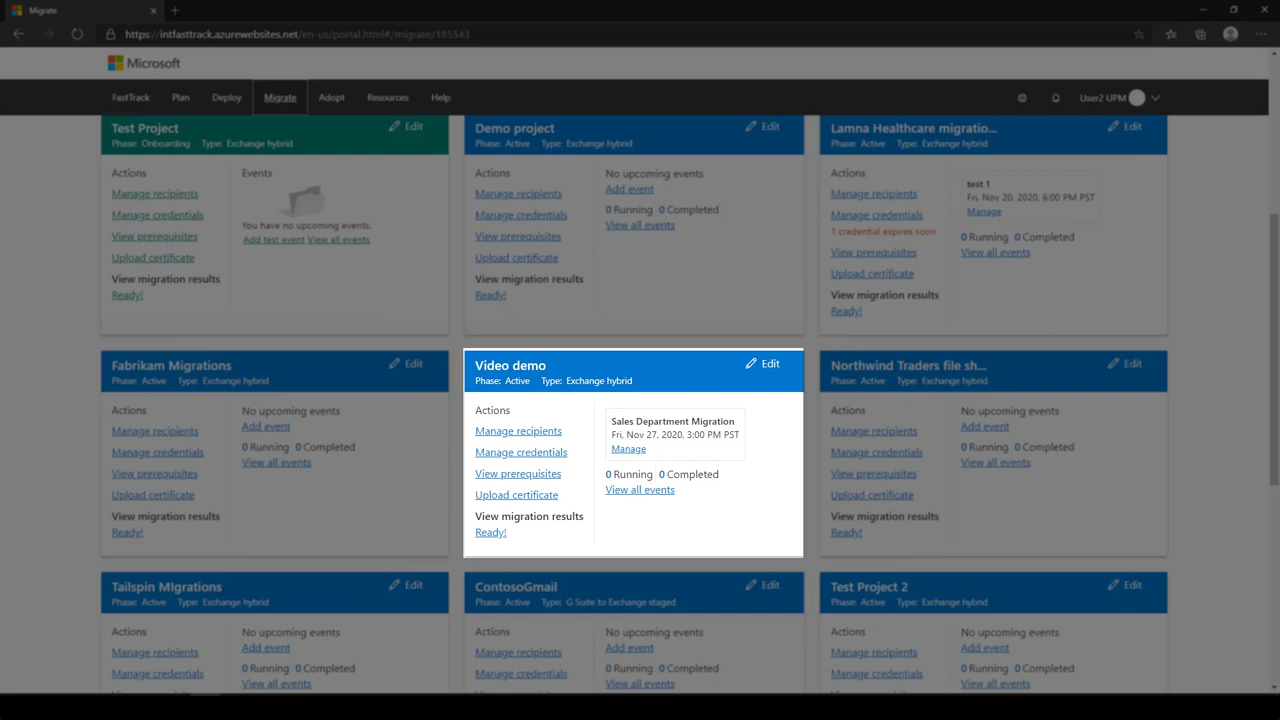 Migrate
https://intfasttrack.azurewebsites.net/en-us/portal.html#/migrate/185543
Microsoft
FastTrack Plan Deploy Migrate Adopt Resources Help User2 UPM
Test Project Edit
Phase: Onboarding Type: Exchange hybrid
Actions Events
Manage recipients
Manage credentials
You have no upcoming events.
View prerequisites
Add test event View all events
Upload certificate
View migration results
Ready!
Demo project Edit
Phase: Active Type: Exchange hybrid
Actions No upcoming events
Manage recipients Add event
Manage credentials 0 Running 0 Completed
View all events
View prerequisites
Upload certificate
View migration results
Ready!
Lamna Healthcare migratio... Edit
Phase: Active Type: Exchange hybrid
Actions
test 1
Manage recipients Fri, Nov 20, 2020, 6:00 PM PST
Manage credentials Manage
1 credential expires soon
0 Running 0 Completed
View prerequisites View all events
Upload certificate
View migration results
Ready!
Fabrikam Migrations Edit
Phase: Active Type: Exchange hybrid
Actions No upcoming events
Manage recipients Add event
Manage credentials 0 Running 0 Completed
View all events
View prerequisites
Upload certificate
View migration results
Ready!
Video demo Edit
Phase: Active Type: Exchange hybrid
Actions
Sales Department Migration
Manage recipients Fri, Nov 27, 2020, 3:00 PM PST
Manage credentials Manage
View prerequisites 0 Running 0 Completed
Upload certificate View all events
View migration results
Ready!
Northwind Traders file sh... Edit
Phase: Active Type: Exchange hybrid
Actions No upcoming events
Manage recipients Add event
Manage credentials 0 Running 0 Completed
View all events
View prerequisites
Upload certificate
View migration results
Ready!
Tailspin MIgrations Edit
Phase: Active Type: Exchange hybrid
Actions No upcoming events
Manage recipients Add event
Manage credentials 0 Running 0 Completed
View all events
ContosoGmail Edit
Phase: Active Type: G Suite to Exchange staged
Actions No upcoming events
Manage recipients Add event
Manage credentials 0 Running 0 Completed
View all events
Test Project 2 Edit
Phase: Active Type: Exchange hybrid
Actions No upcoming events
Manage recipients Add event
Manage credentials 0 Running 0 Completed
View all events